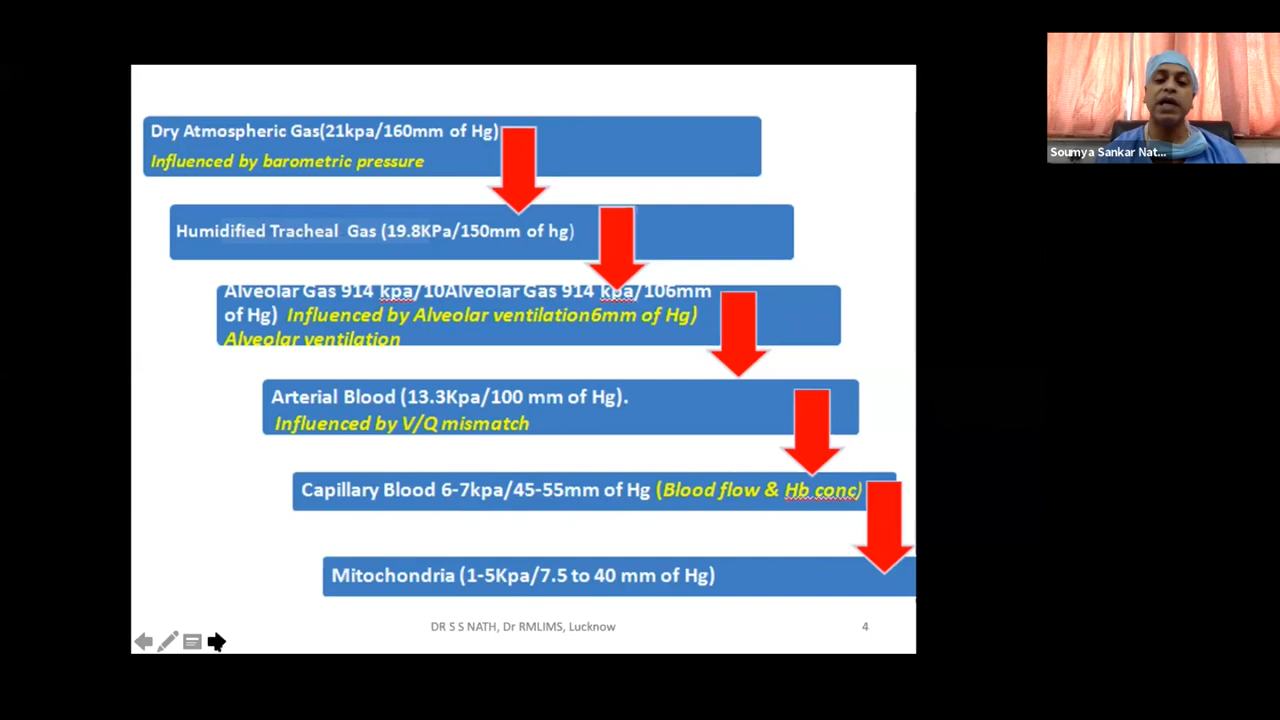 Dry Atmospheric Gas(21kpa/160mm of Hg)
Influenced by barometric pressure
Humidified Tracheal Gas (19.8KPa/150mm of hg)
Alveolar Gas 914 kpa/10Alveolar Gas 914 kpa/106mm
of Hg) Influenced by Alveolar ventilation6mm of Hg)
Alveolar ventilation
Arterial Blood (13.3Kpa/100 mm of Hg).
Influenced by V/Q mismatch
Capillary Blood 6-7kpa/45-55mm of Hg (Blood flow & Hb conc)
Mitochondria (1-5Kpa/7.5 to 40 mm of Hg)
DR S S NATH, Dr RMLIMS, Lucknow
4
Soumya Sankar Nat...